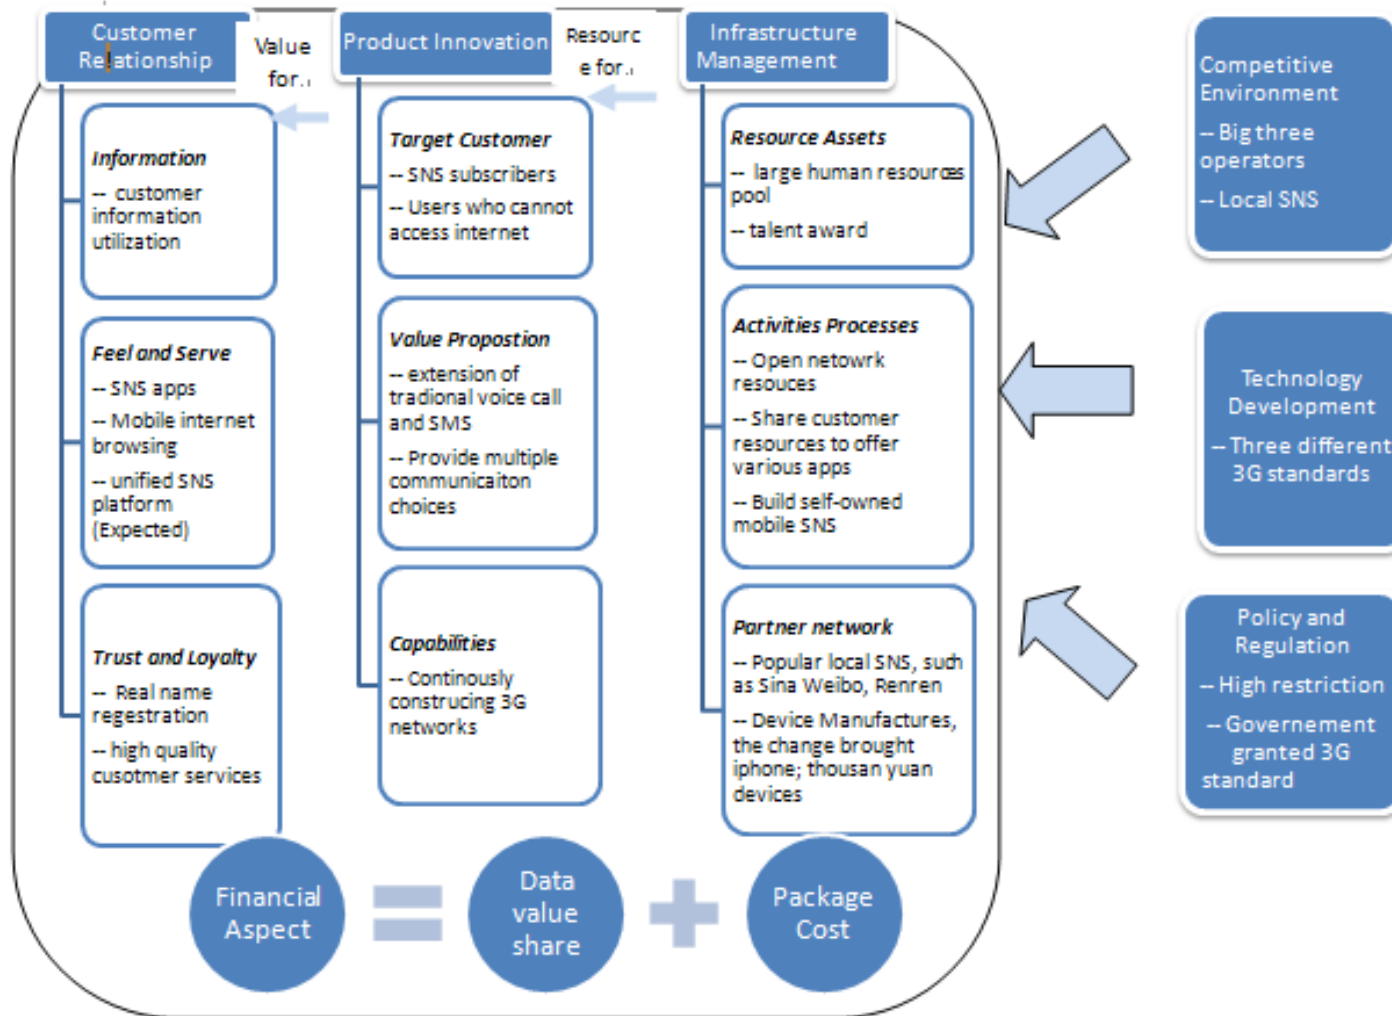 Customer
Relationship
Value
for..
Product Innovation
Resourc
e for..
Infrastructure
Management
Information
-- customer
information
utilization
Feel and Serve
-- SNS apps
-- Mobile internet
browsing
-- unified SNS
platform
(Expected)
Trust and Loyalty
-- Real name
regestration
-- high quality
cusotmer services
Target Customer
-- SNS subscribers
-- Users who cannot
access internet
Value Propostion
-- extension of
tradional voice call
and SMS
-- Provide multiple
communicaiton
choices
Capabilities
-- Continously
construcing 3G
networks
Resource Assets
-- large human resources
pool
-- talent award
Activities Processes
-- Open netowrk
resouces
-- Share customer
resources to offer
various apps
-- Build self-owned
mobile SNS
Partner network
-- Popular local SNS, such
as Sina Weibo, Renren
-- Device Manufactures,
the change brought
iphone; thousan yuan
devices
Financial
Aspect
Data
value
share
Package
Cost
Competitive
Environment
-- Big three
operators
-- Local SNS
Technology
Development
-- Three different
3G standards
Policy and
Regulation
-- High restriction
-- Governement
granted 3G
standard